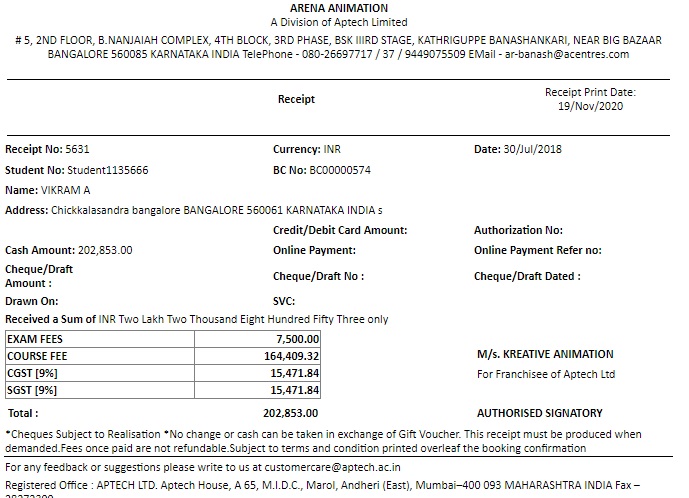 ARENA ANIMATION
A Division of Aptech Limited
# 5, 2ND FLOOR, B.NANJAIAH COMPLEX, 4TH BLOCK, 3RD PHASE, BSK IIIRD STAGE, KATHRIGUPPE BANASHANKARI, NEAR BIG BAZAAR
BANGALORE 560085 KARNATAKA INDIA TelePhone - 080-26697717 / 37 / 9449075509 EMail - ar-banash@acentres.com
Receipt
Receipt Print Date:
19/Nov/2020
Receipt No: 5631 Currency: INR Date: 30/Jul/2018
Student No: Student1135666 BC No: BC00000574
Name: VIKRAM A
Address: Chickkalasandra bangalore BANGALORE 560061 KARNATAKA INDIA s
Credit/Debit Card Amount: Authorization No:
Cash Amount: 202,853.00 Online Payment: Online Payment Refer no:
Cheque/Draft
Amount : Cheque/Draft No : Cheque/Draft Dated :
Drawn On: SVC:
Received a Sum of INR Two Lakh Two Thousand Eight Hundred Fifty Three only
EXAM FEES 7,500.00
COURSE FEE 164,409.32 M/s. KREATIVE ANIMATION
CGST [9%] 15,471.84 For Franchisee of Aptech Ltd
SGST [9%] 15,471.84
Total : 202,853.00 AUTHORISED SIGNATORY
*Cheques Subject to Realisation *No change or cash can be taken in exchange of Gift Voucher. This receipt must be produced when
demanded.Fees once paid are not refundable.Subject to terms and condition printed overleaf the booking confirmation
For any feedback or suggestions please write to us at customercare@aptech.ac.in
Registered Office : APTECH LTD. Aptech House, A 65, M.I.D.C., Marol, Andheri (East), Mumbai–400 093 MAHARASHTRA INDIA Fax –